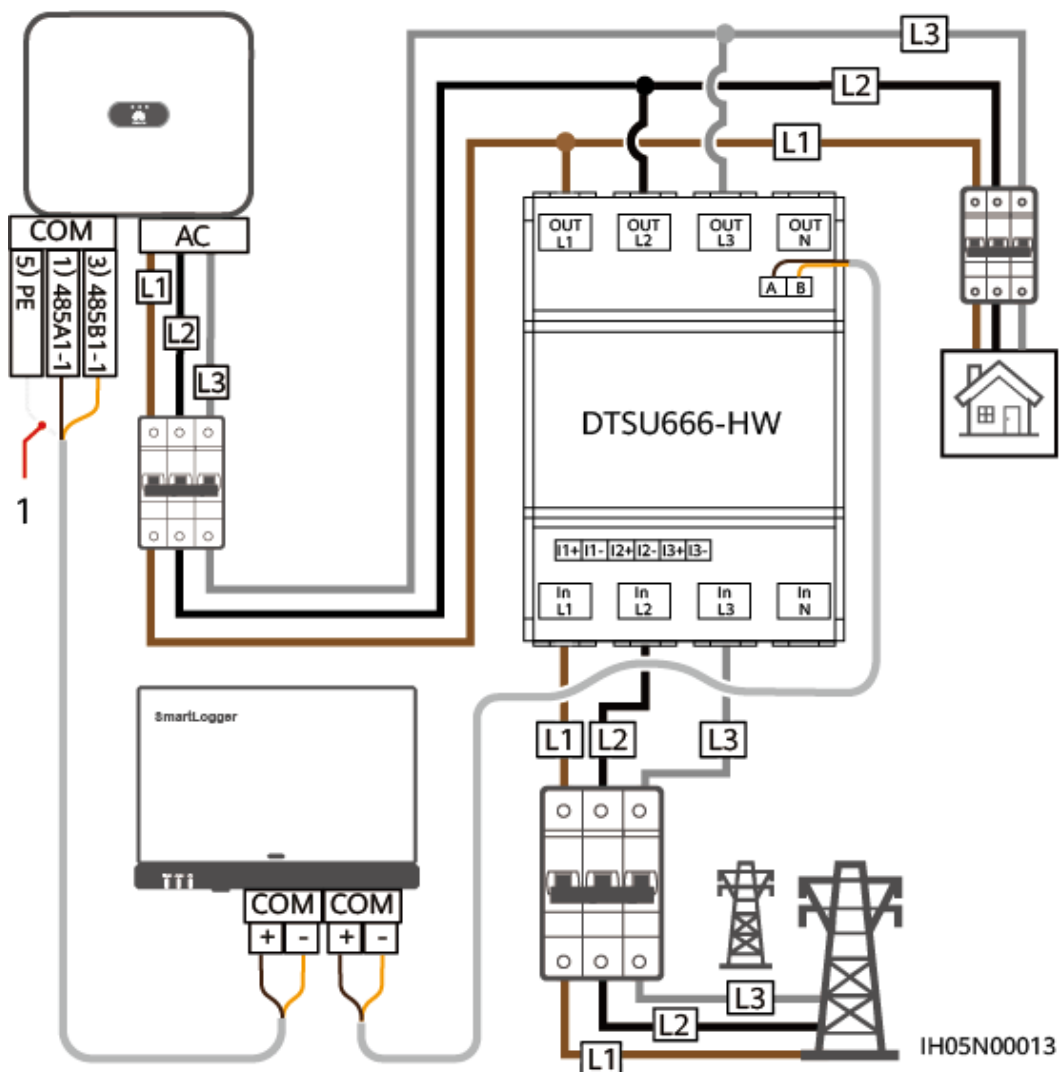 L3
L2
L1
COM
AC
5) PE
1) 485A1-1
3) 485B1-1
L1
L2
L3
1
OUT L1
OUT L2
OUT L3
OUT N
A B
DTSU666-HW
I1+ I1- I2+ I2- I3+ I3-
In L1
In L2
In L3
In N
SmartLogger
COM COM
+ - + -
L1 L2 L3
L3
L2
L1
IH05N00013